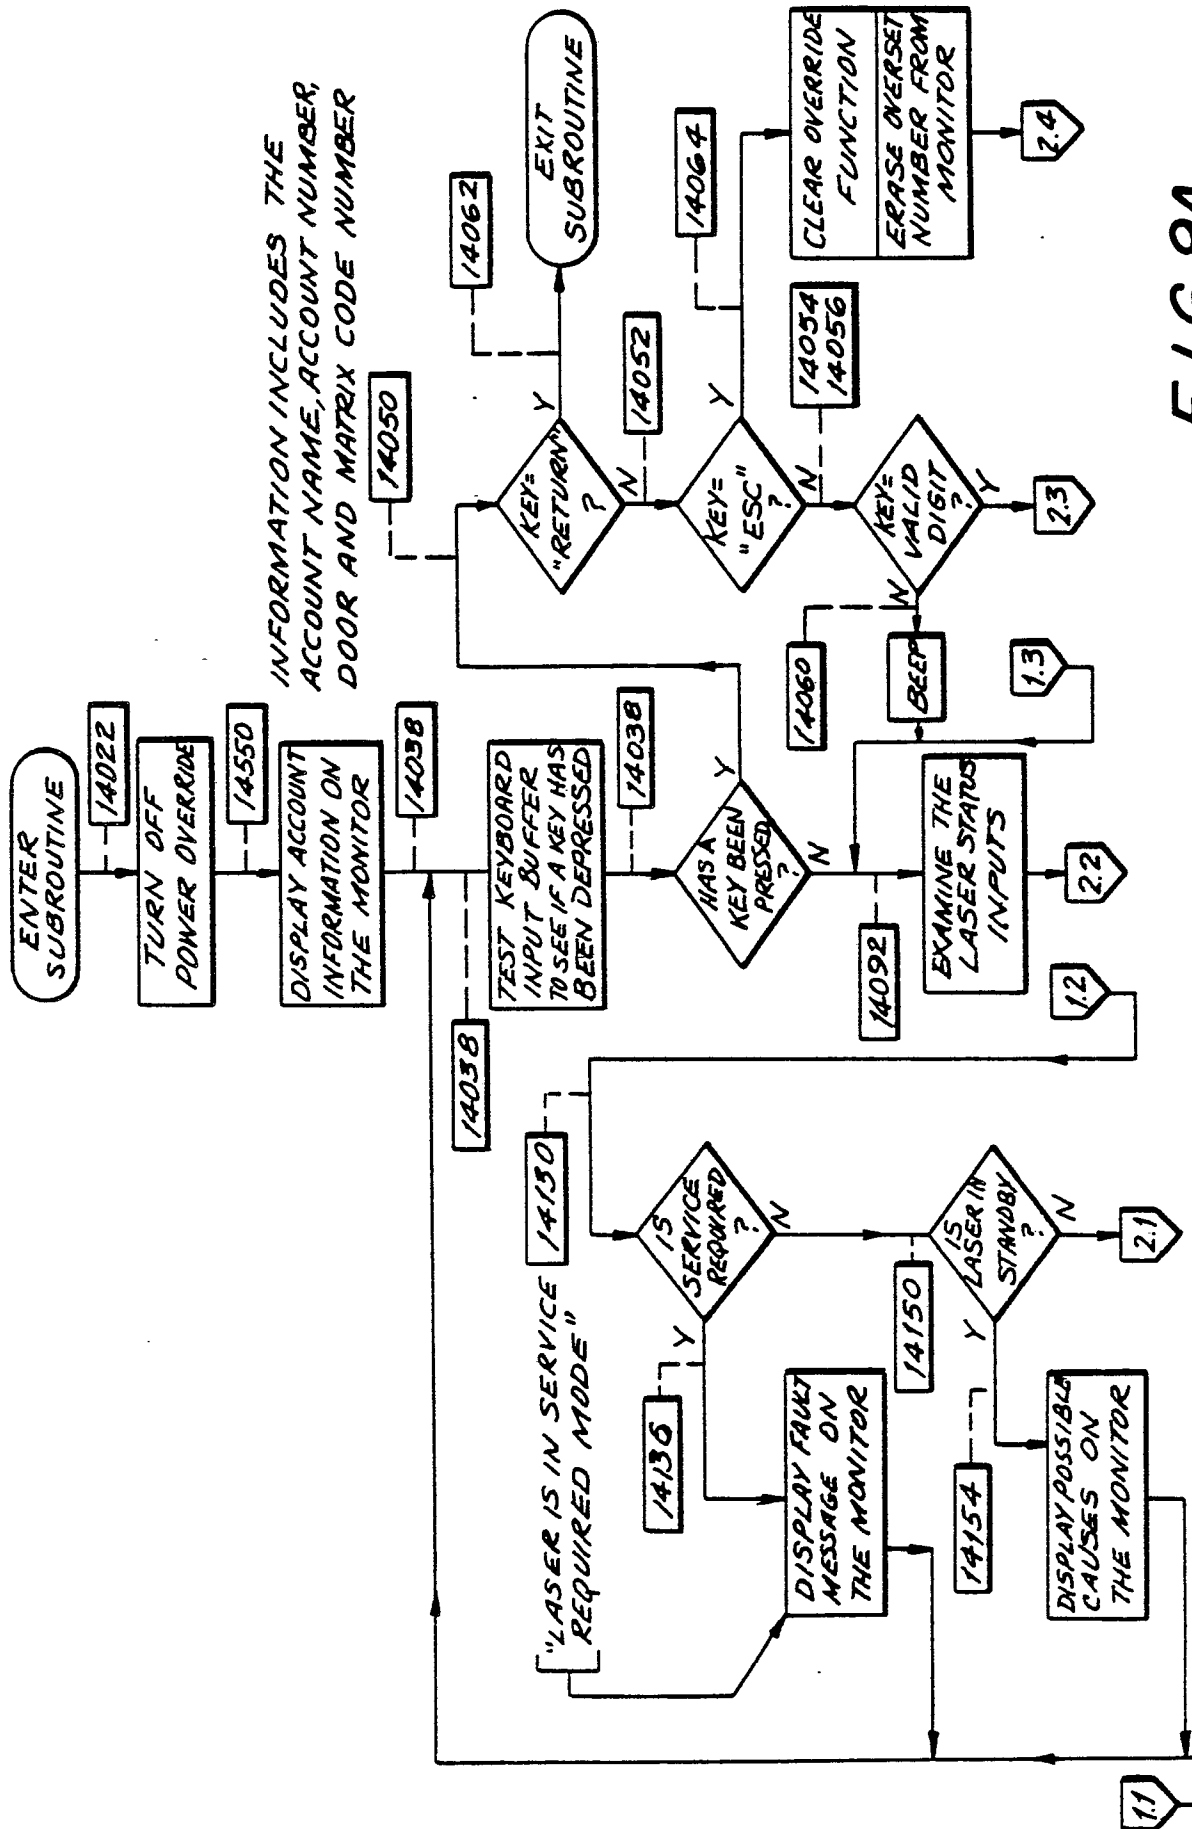 ENTER
SUBROUTINE
14022
TURN OFF
POWER OVERRIDE
14550
DISPLAY ACCOUNT
INFORMATION ON
THE MONITOR
14038
14038
TEST KEYBOARD
INPUT BUFFER
TO SEE IF A KEY HAS
BEEN DEPRESSED
14038
HAS A
KEY BEEN
PRESSED
?
Y
N
14092
EXAMINE THE
LASER STATUS
INPUTS
2.2
INFORMATION INCLUDES THE
ACCOUNT NAME, ACCOUNT NUMBER,
DOOR AND MATRIX CODE NUMBER
14050
KEY=
"RETURN"
?
Y
14062
EXIT
SUBROUTINE
N
14052
KEY=
"ESC"
?
Y
14064
CLEAR OVERRIDE
FUNCTION
ERASE OVERSET
NUMBER FROM
MONITOR
2.4
N
14054
14056
KEY=
VALID
DIGIT
?
Y
2.3
N
14060
BEEP
1.3
1.2
14130
"LASER IS IN SERVICE
REQUIRED MODE"
IS
SERVICE
REQUIRED
?
Y
14136
DISPLAY FAULT
MESSAGE ON
THE MONITOR
N
14150
IS
LASER IN
STANDBY
?
Y
14154
DISPLAY POSSIBLE
CAUSES ON
THE MONITOR
N
2.1
1.1
FIG.